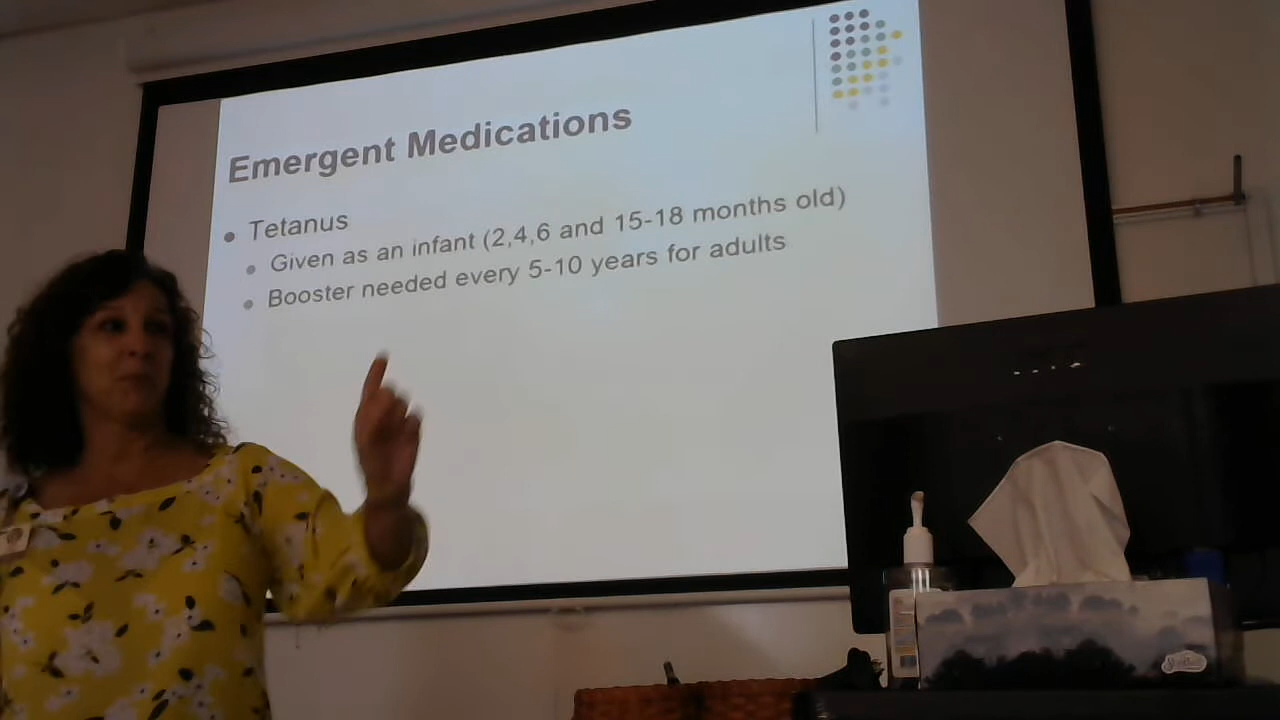 Emergent Medications
Tetanus
Given as an infant (2,4,6 and 15-18 months old)
Booster needed every 5-10 years for adults